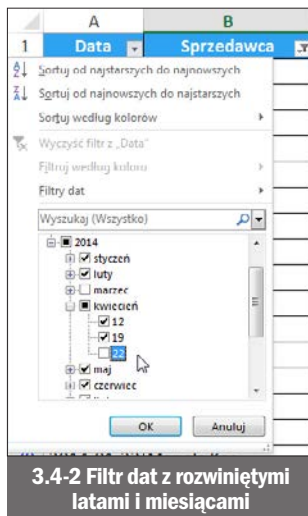 A B
1 Data Sprzedawca
Sortuj od najstarszych do najnowszych
Sortuj od najnowszych do najstarszych
Sortuj według kolorów
Wyczyść filtr z „Data"
Filtruj według koloru
Filtry dat
Wyszukaj (Wszystko)
2014
styczeń
luty
marzec
kwiecień
12
19
22
maj
czerwiec
OK Anuluj
3.4-2 Filtr dat z rozwiniętymi
latami i miesiącami